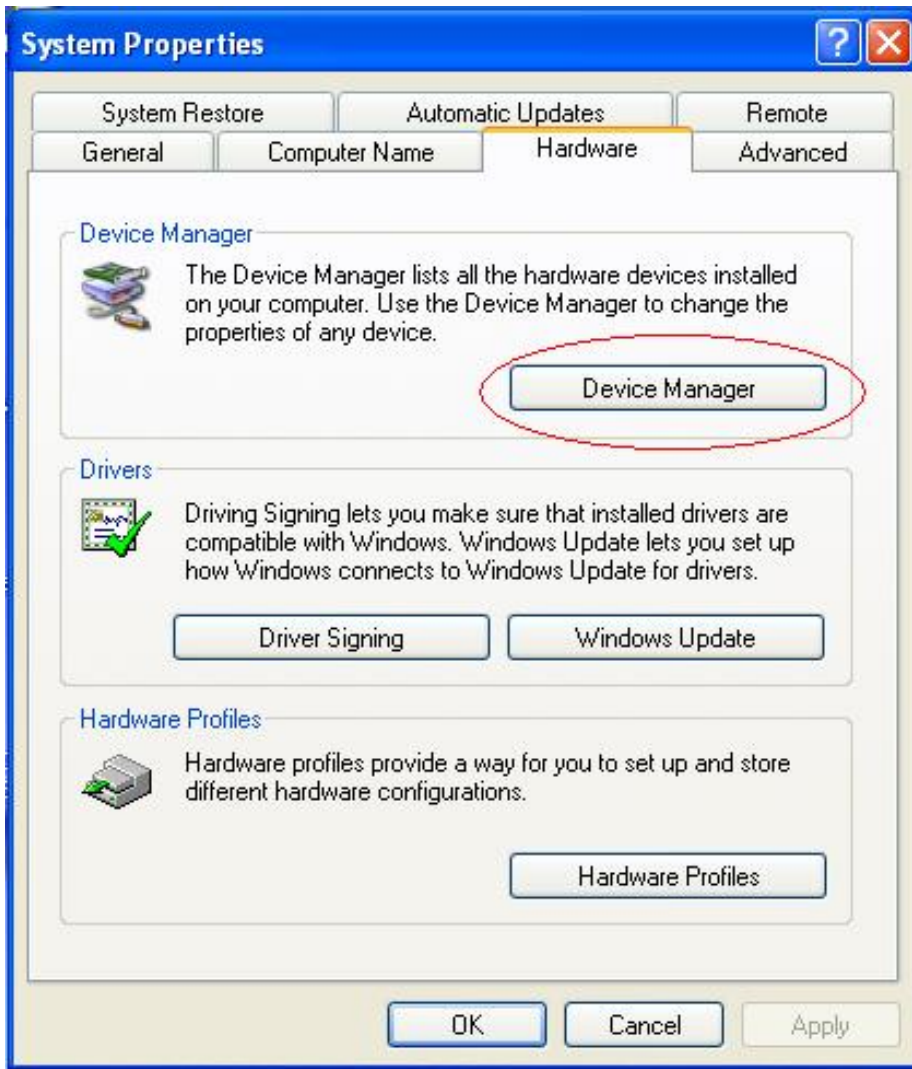 System Properties
System Restore Automatic Updates Remote
General Computer Name Hardware Advanced
Device Manager
The Device Manager lists all the hardware devices installed
on your computer. Use the Device Manager to change the
properties of any device.
Device Manager
Drivers
Driving Signing lets you make sure that installed drivers are
compatible with Windows. Windows Update lets you set up
how Windows connects to Windows Update for drivers.
Driver Signing Windows Update
Hardware Profiles
Hardware profiles provide a way for you to set up and store
different hardware configurations.
Hardware Profiles
OK Cancel Apply